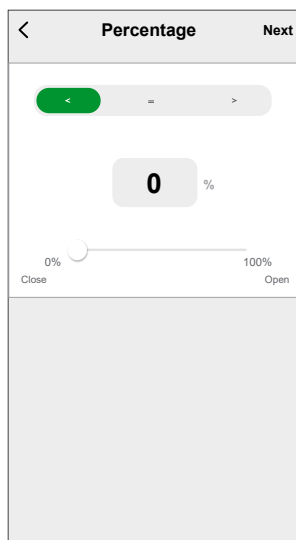 Percentage Next
< = >
0 %
0% 100%
Close Open